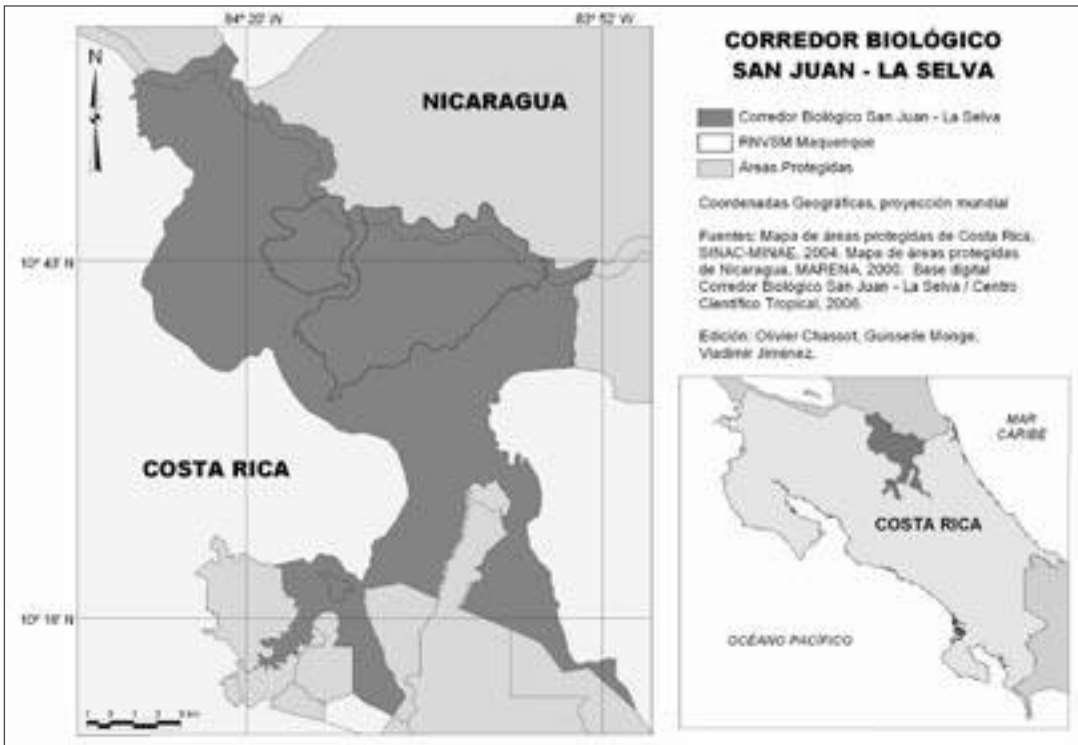 84° 20' W
83° 52' W
N
NICARAGUA
10° 43' N
COSTA RICA
10° 16' N
CORREDOR BIOLÓGICO
SAN JUAN - LA SELVA
Corredor Biológico San Juan - La Selva
RNVSM Maquenque
Áreas Protegidas
Coordenadas Geográficas, proyección mundial
Fuentes: Mapa de áreas protegidas de Costa Rica,
SINAC-MINAE, 2004. Mapa de áreas protegidas
de Nicaragua, MARENA, 2000. Base digital
Corredor Biológico San Juan - La Selva / Centro
Científico Tropical, 2006.
Edición: Olivier Chassot, Guisselle Monge,
Vladimir Jiménez.
MAR
CARIBE
COSTA RICA
OCÉANO PACÍFICO